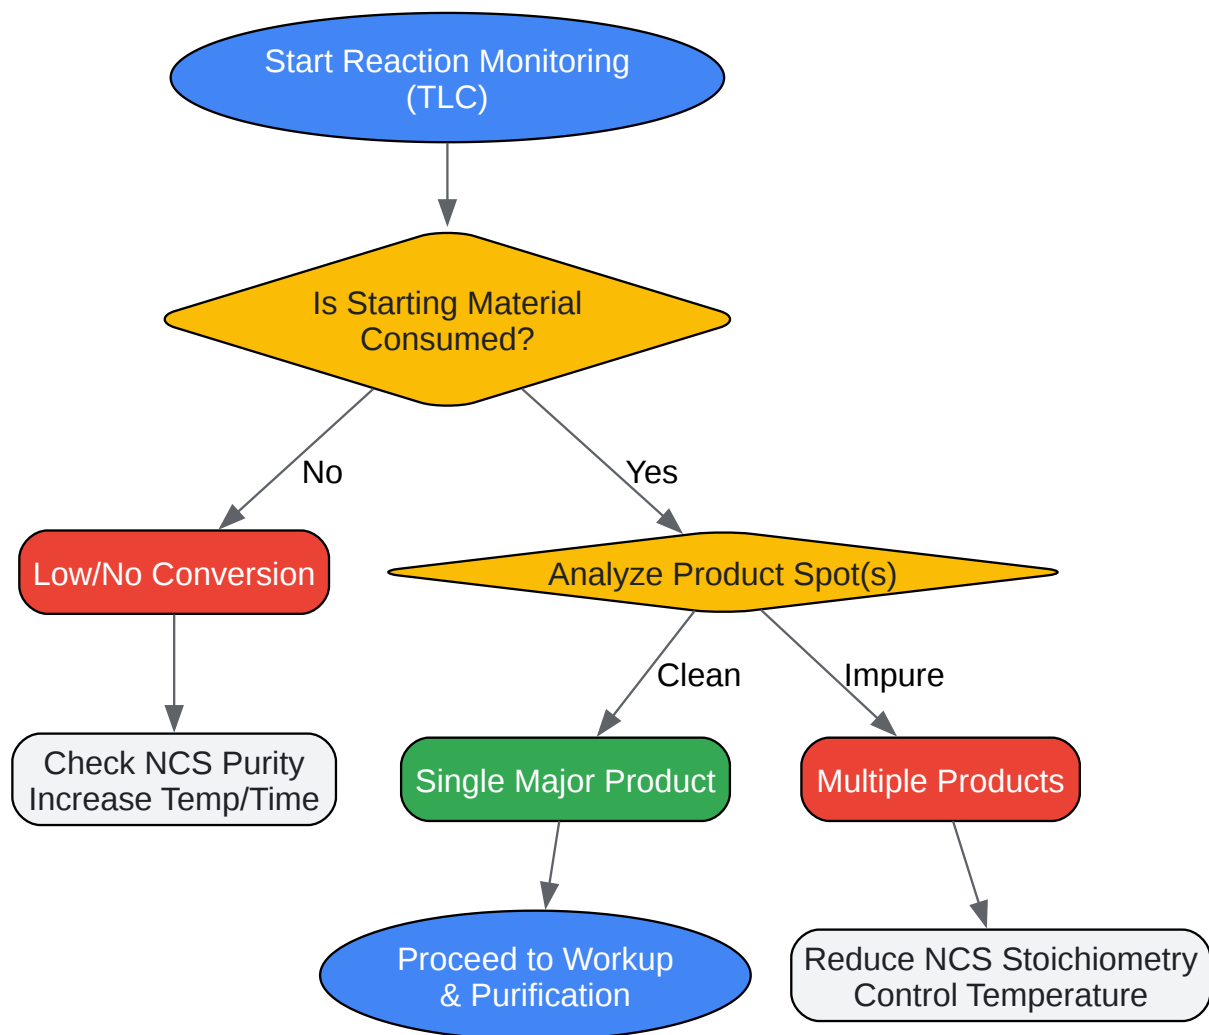 Start Reaction Monitoring
(TLC)
Is Starting Material
Consumed?
No
Yes
Low/No Conversion
Analyze Product Spot(s)
Clean
Impure
Check NCS Purity
Increase Temp/Time
Single Major Product
Multiple Products
Proceed to Workup
& Purification
Reduce NCS Stoichiometry
Control Temperature